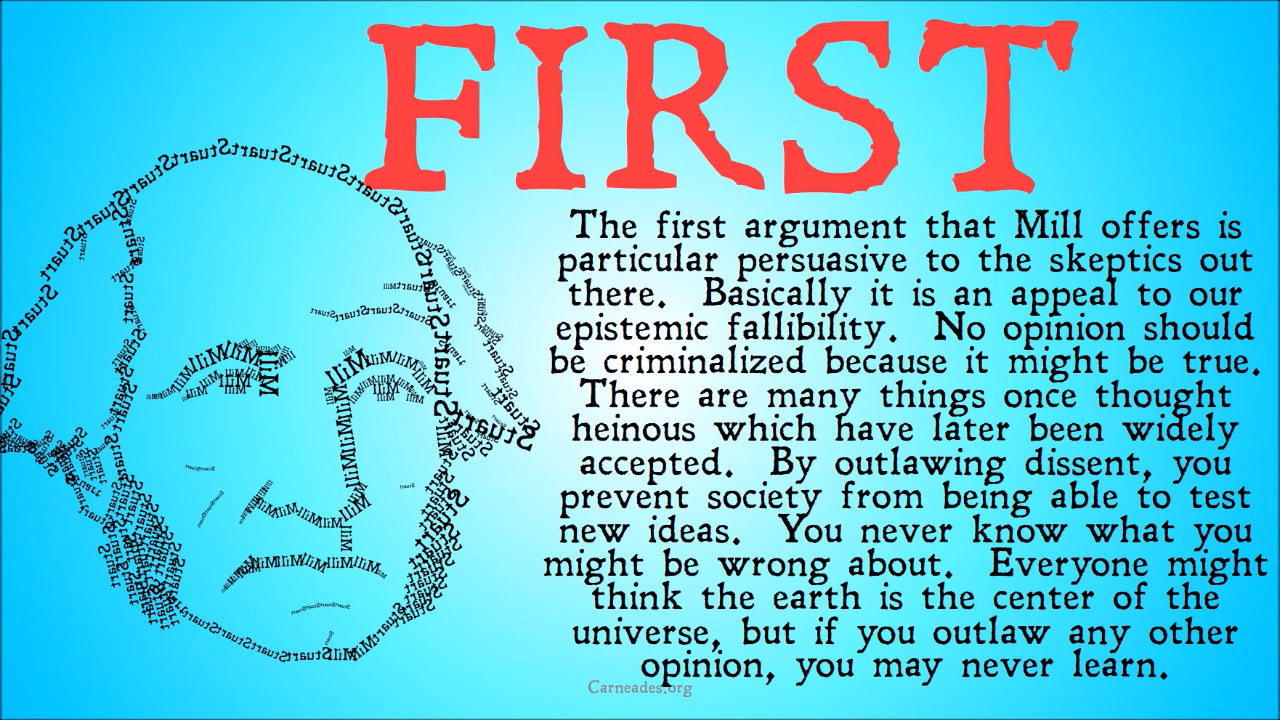 FIRST
The first argument that Mill offers is
particular persuasive to the skeptics out
there. Basically it is an appeal to our
epistemic fallibility. No opinion should
be criminalized because it might be true.
There are many things once thought
heinous which have later been widely
accepted. By outlawing dissent, you
prevent society from being able to test
new ideas. You never know what you
might be wrong about. Everyone might
think the earth is the center of the
universe, but if you outlaw any other
opinion, you may never learn.
Carneades.org